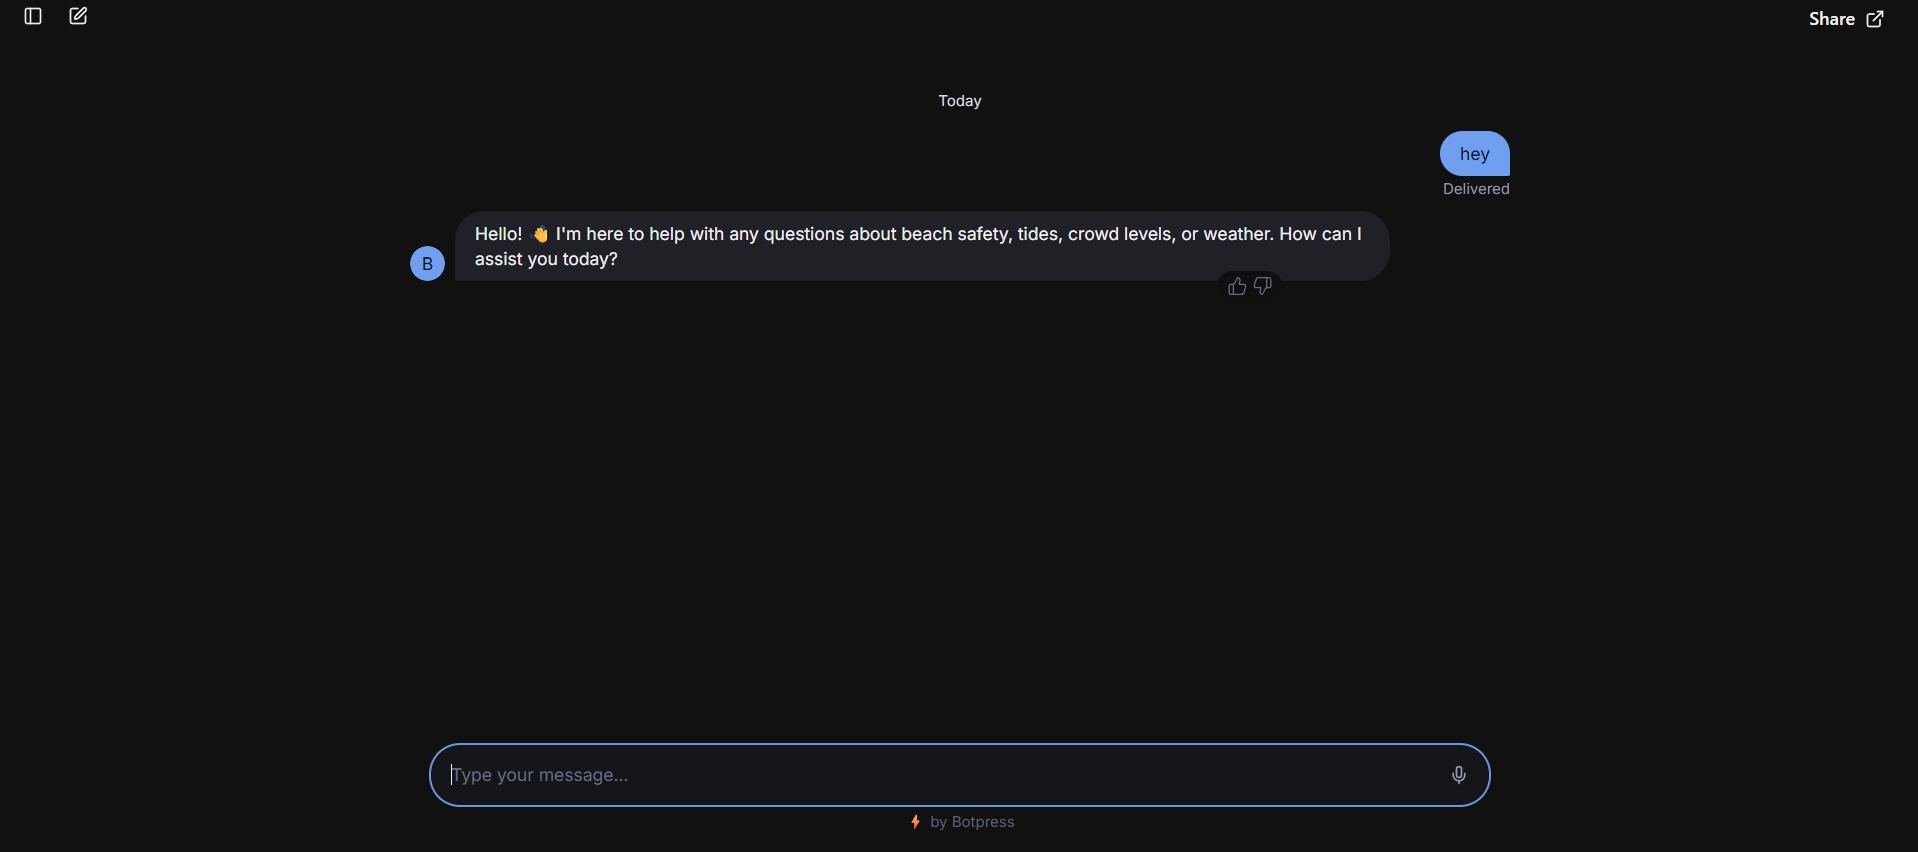 Share
Today
hey
Delivered
Hello! 👋 I'm here to help with any questions about beach safety, tides, crowd levels, or weather. How can I
assist you today?
B
Type your message...
by Botpress